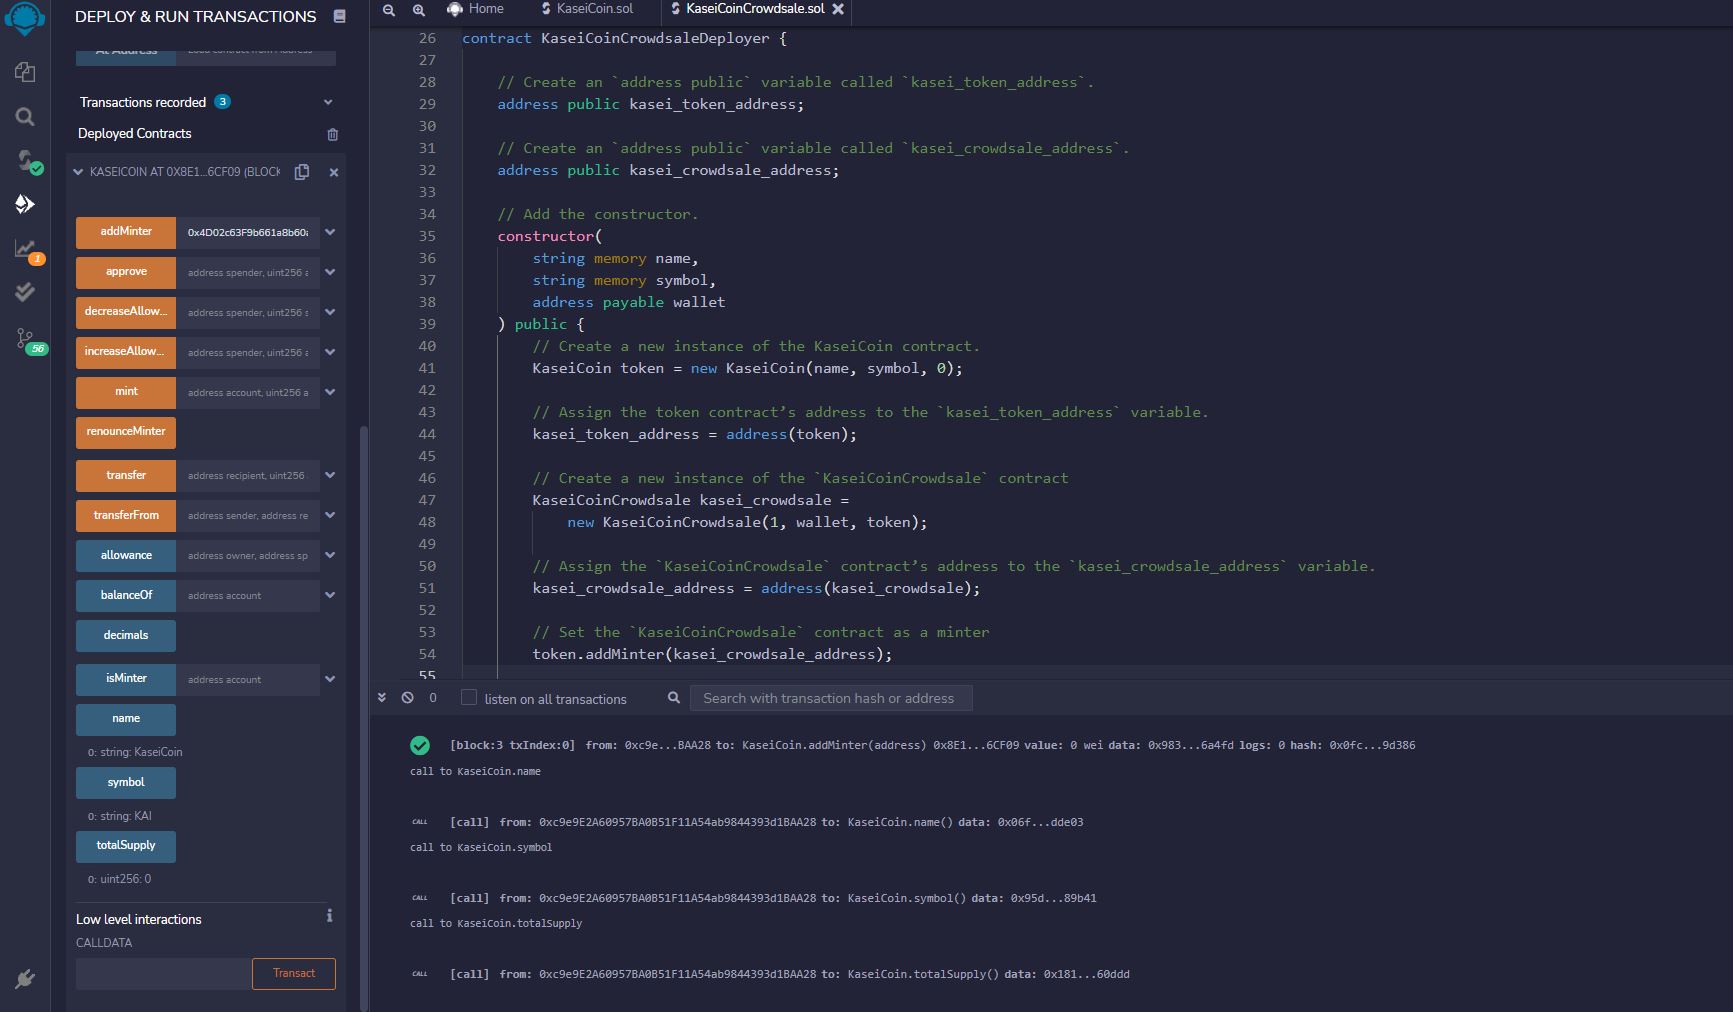 DEPLOY & RUN TRANSACTIONS
At Address Load contract from Address
Transactions recorded 3
Deployed Contracts
KASEICOIN AT 0X8E1...6CF09 (BLOCK
addMinter 0x4D02c63F9b661a8b60a
approve address spender, uint256 a
decreaseAllow... address spender, uint256 s
increaseAllow... address spender, uint256 a
mint address account, uint256 a
renounceMinter
transfer address recipient, uint256
transferFrom address sender, address re
allowance address owner, address sp
balanceOf address account
decimals
isMinter address account
name
0: string: KaseiCoin
symbol
0: string: KAI
totalSupply
0: uint256: 0
Low level interactions
CALLDATA
Transact
1
56
Home KaseiCoin.sol KaseiCoinCrowdsale.sol
26 contract KaseiCoinCrowdsaleDeployer {
27
28 // Create an `address public` variable called `kasei_token_address`.
29 address public kasei_token_address;
30
31 // Create an `address public` variable called `kasei_crowdsale_address`.
32 address public kasei_crowdsale_address;
33
34 // Add the constructor.
35 constructor(
36 string memory name,
37 string memory symbol,
38 address payable wallet
39 ) public {
40 // Create a new instance of the KaseiCoin contract.
41 KaseiCoin token = new KaseiCoin(name, symbol, 0);
42
43 // Assign the token contract’s address to the `kasei_token_address` variable.
44 kasei_token_address = address(token);
45
46 // Create a new instance of the `KaseiCoinCrowdsale` contract
47 KaseiCoinCrowdsale kasei_crowdsale =
48 new KaseiCoinCrowdsale(1, wallet, token);
49
50 // Assign the `KaseiCoinCrowdsale` contract’s address to the `kasei_crowdsale_address` variable.
51 kasei_crowdsale_address = address(kasei_crowdsale);
52
53 // Set the `KaseiCoinCrowdsale` contract as a minter
54 token.addMinter(kasei_crowdsale_address);
55
0 listen on all transactions Search with transaction hash or address
[block:3 txIndex:0] from: 0xc9e...BAA28 to: KaseiCoin.addMinter(address) 0x8E1...6CF09 value: 0 wei data: 0x983...6a4fd logs: 0 hash: 0x0fc...9d386
call to KaseiCoin.name
CALL [call] from: 0xc9e9E2A60957BA0B51F11A54ab9844393d1BAA28 to: KaseiCoin.name() data: 0x06f...dde03
call to KaseiCoin.symbol
CALL [call] from: 0xc9e9E2A60957BA0B51F11A54ab9844393d1BAA28 to: KaseiCoin.symbol() data: 0x95d...89b41
call to KaseiCoin.totalSupply
CALL [call] from: 0xc9e9E2A60957BA0B51F11A54ab9844393d1BAA28 to: KaseiCoin.totalSupply() data: 0x181...60ddd